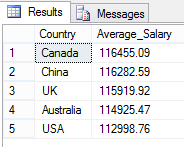 Results Messages
Country Average_Salary
1 Canada 116455.09
2 China 116282.59
3 UK 115919.92
4 Australia 114925.47
5 USA 112998.76